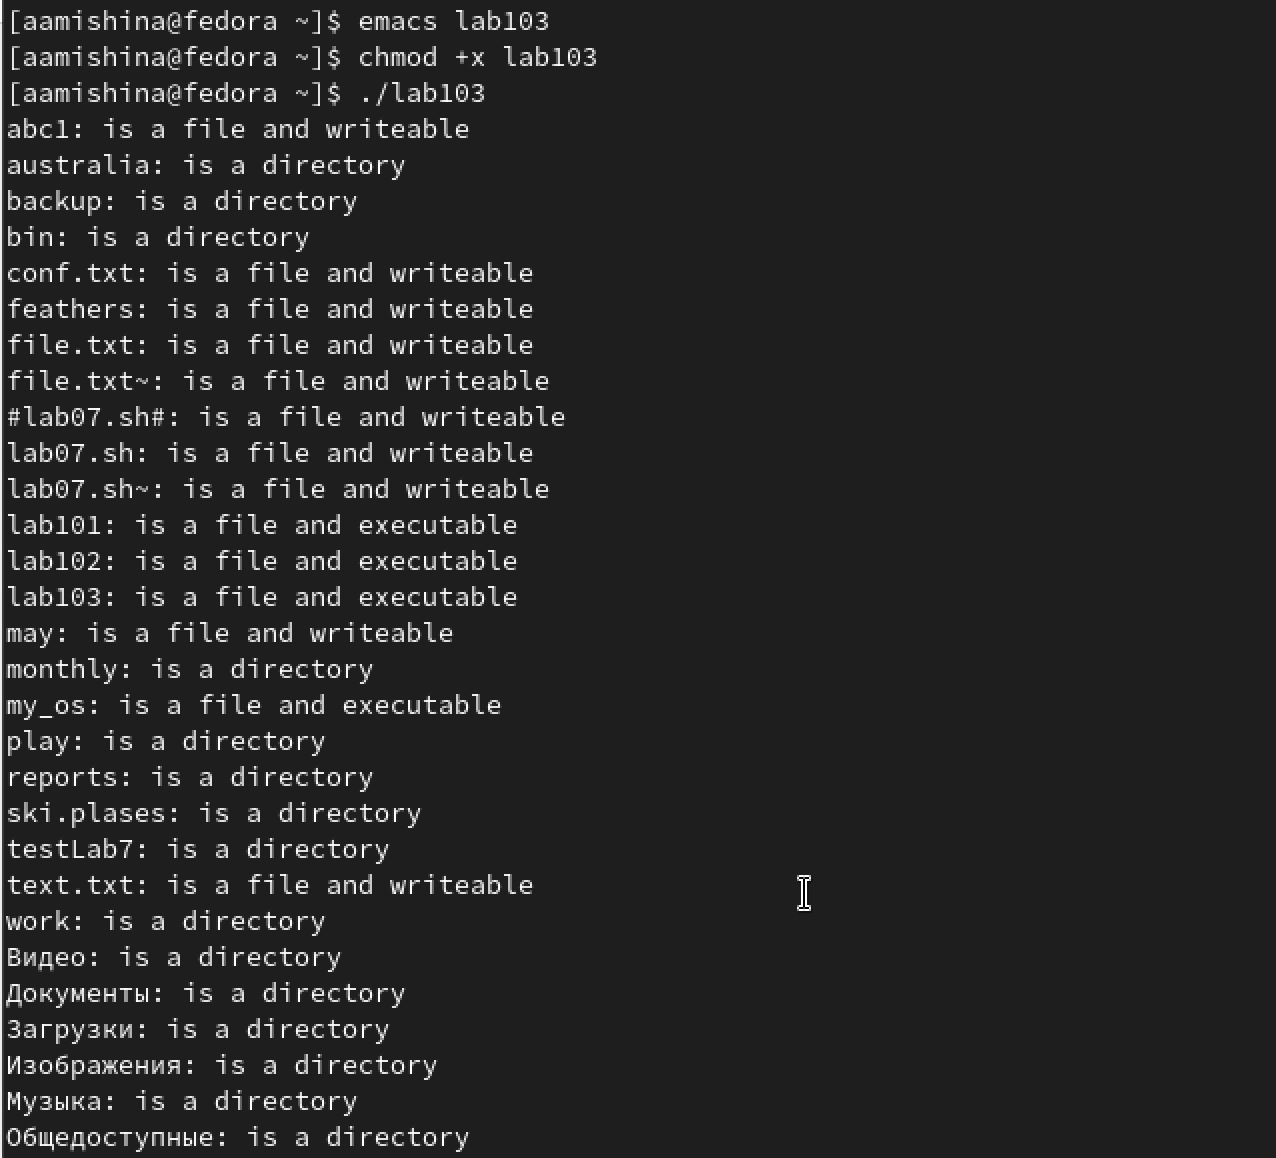 [aamishina@fedora ~]$ emacs lab103
[aamishina@fedora ~]$ chmod +x lab103
[aamishina@fedora ~]$ ./lab103
abc1: is a file and writeable
australia: is a directory
backup: is a directory
bin: is a directory
conf.txt: is a file and writeable
feathers: is a file and writeable
file.txt: is a file and writeable
file.txt~: is a file and writeable
#lab07.sh#: is a file and writeable
lab07.sh: is a file and writeable
lab07.sh~: is a file and writeable
lab101: is a file and executable
lab102: is a file and executable
lab103: is a file and executable
may: is a file and writeable
monthly: is a directory
my_os: is a file and executable
play: is a directory
reports: is a directory
ski.plases: is a directory
testLab7: is a directory
text.txt: is a file and writeable
work: is a directory
Видео: is a directory
Документы: is a directory
Загрузки: is a directory
Изображения: is a directory
Музыка: is a directory
Общедоступные: is a directory